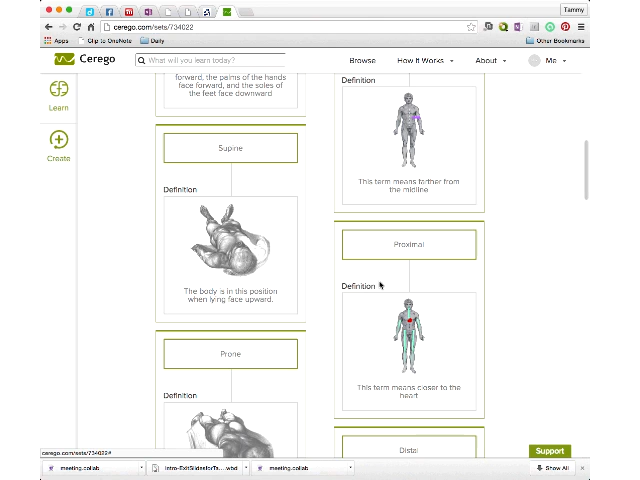 Tammy
cerego.com/sets/734022
Apps
Clip to OneNote
Daily
Other Bookmarks
Cerego
What will you learn today?
Browse
How It Works
About
Me
Learn
Create
forward, the palms of the hands
face forward, and the soles of
the feet face downward
Supine
Definition
The body is in this position
when lying face upward.
Prone
Definition
Definition
This term means farther from
the midline.
Proximal
Definition
This term means closer to the
heart.
Distal
Support
cerego.com/sets/734022#
meeting.collab
Intro-ExitSlidesforTa....wbd
meeting.collab
Show All